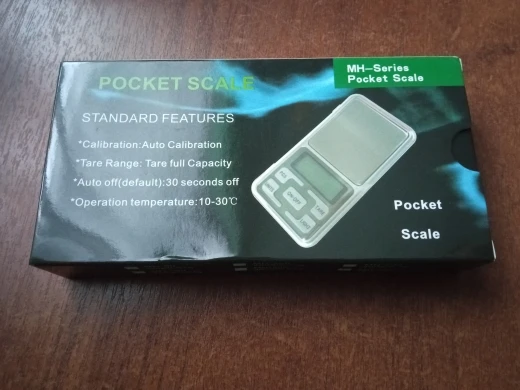 POCKET SCALE
MH-Series
Pocket Scale
STANDARD FEATURES
*Calibration:Auto Calibration
*Tare Range: Tare full Capacity
*Auto off(default):30 seconds off
*Operation temperature:10-30℃
Pocket
Scale